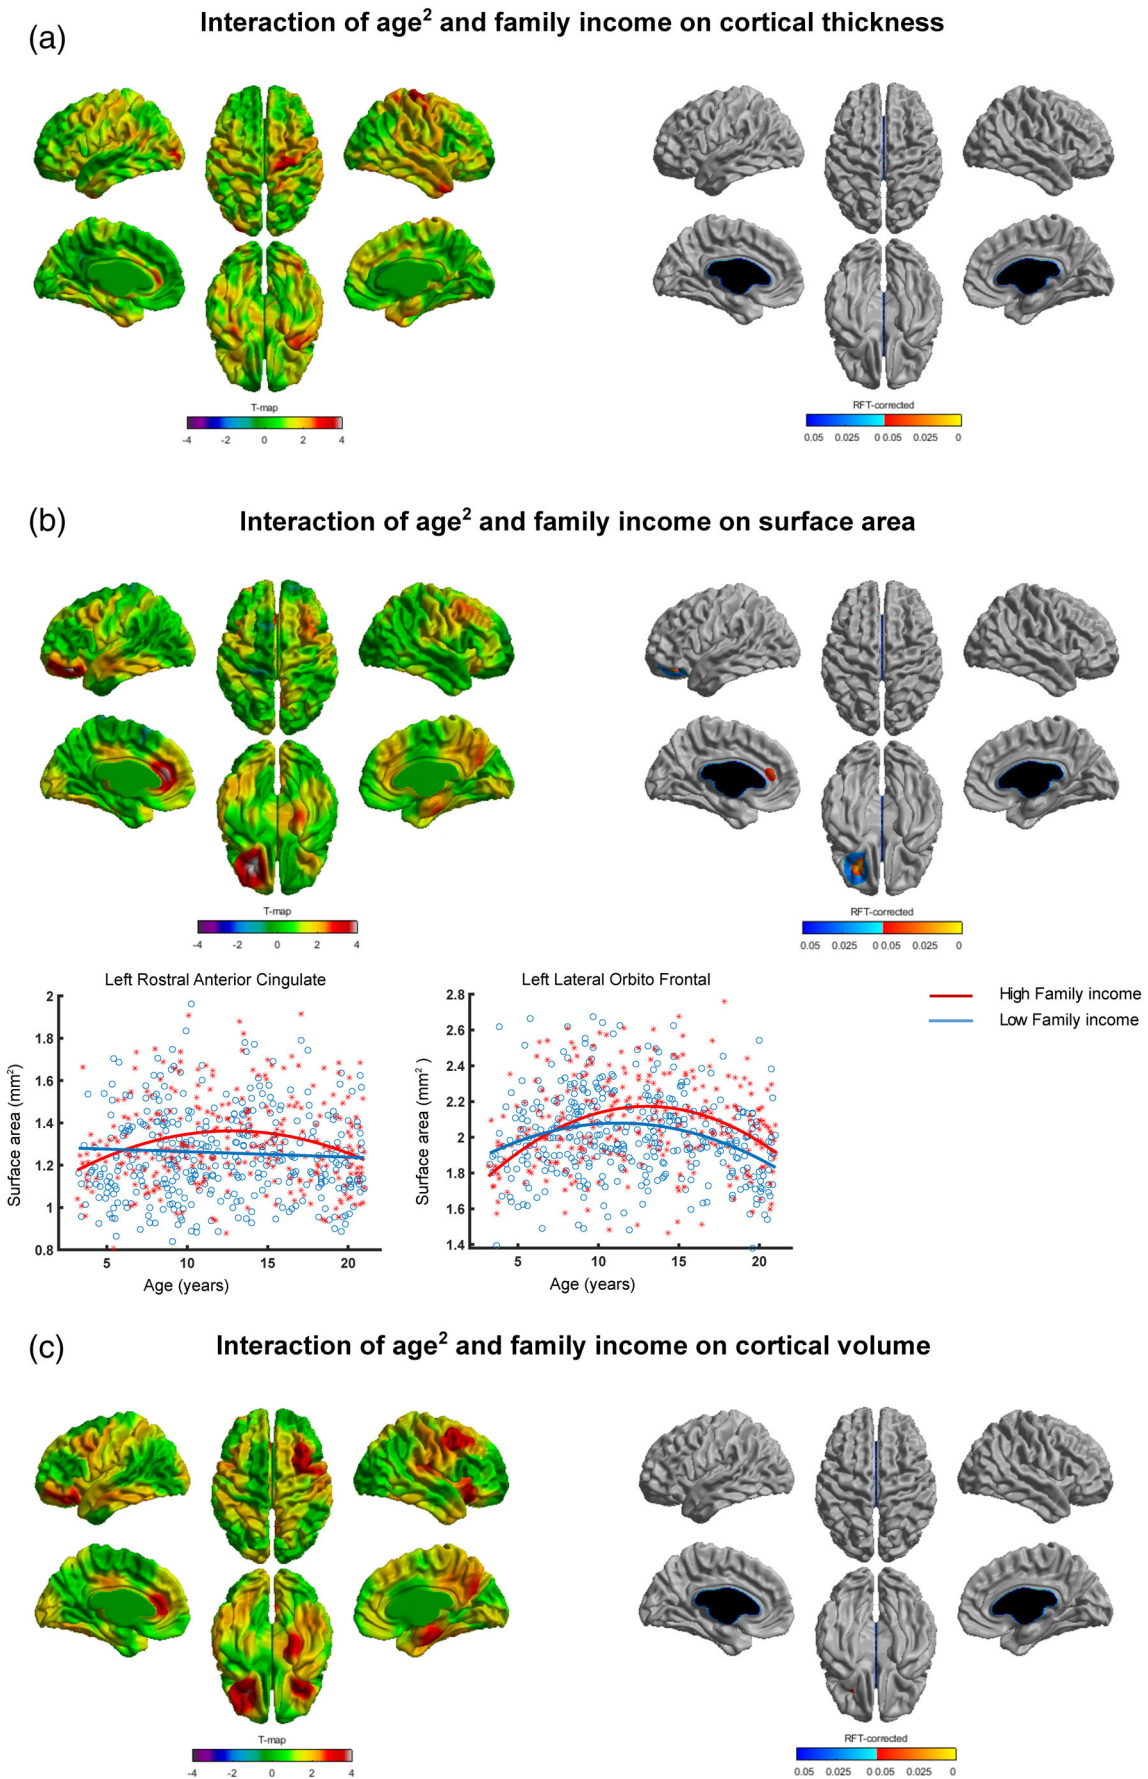 (a)
Interaction of age2 and family income on cortical thickness
T-map
-4 -2 0 2 4
RFT-corrected
0.05 0.025 0 0.05 0.025 0
(b)
Interaction of age2 and family income on surface area
T-map
-4 -2 0 2 4
RFT-corrected
0.05 0.025 0 0.05 0.025 0
Left Rostral Anterior Cingulate
Surface area (mm2)
2
1.8
1.6
1.4
1.2
1
0.8
5 10 15 20
Age (years)
Left Lateral Orbito Frontal
Surface area (mm2 )
2.8
2.6
2.4
2.2
2
1.8
1.6
1.4
5 10 15 20
Age (years)
High Family income
Low Family income
(c)
Interaction of age2 and family income on cortical volume
T-map
-4 -2 0 2 4
RFT-corrected
0.05 0.025 0 0.05 0.025 0